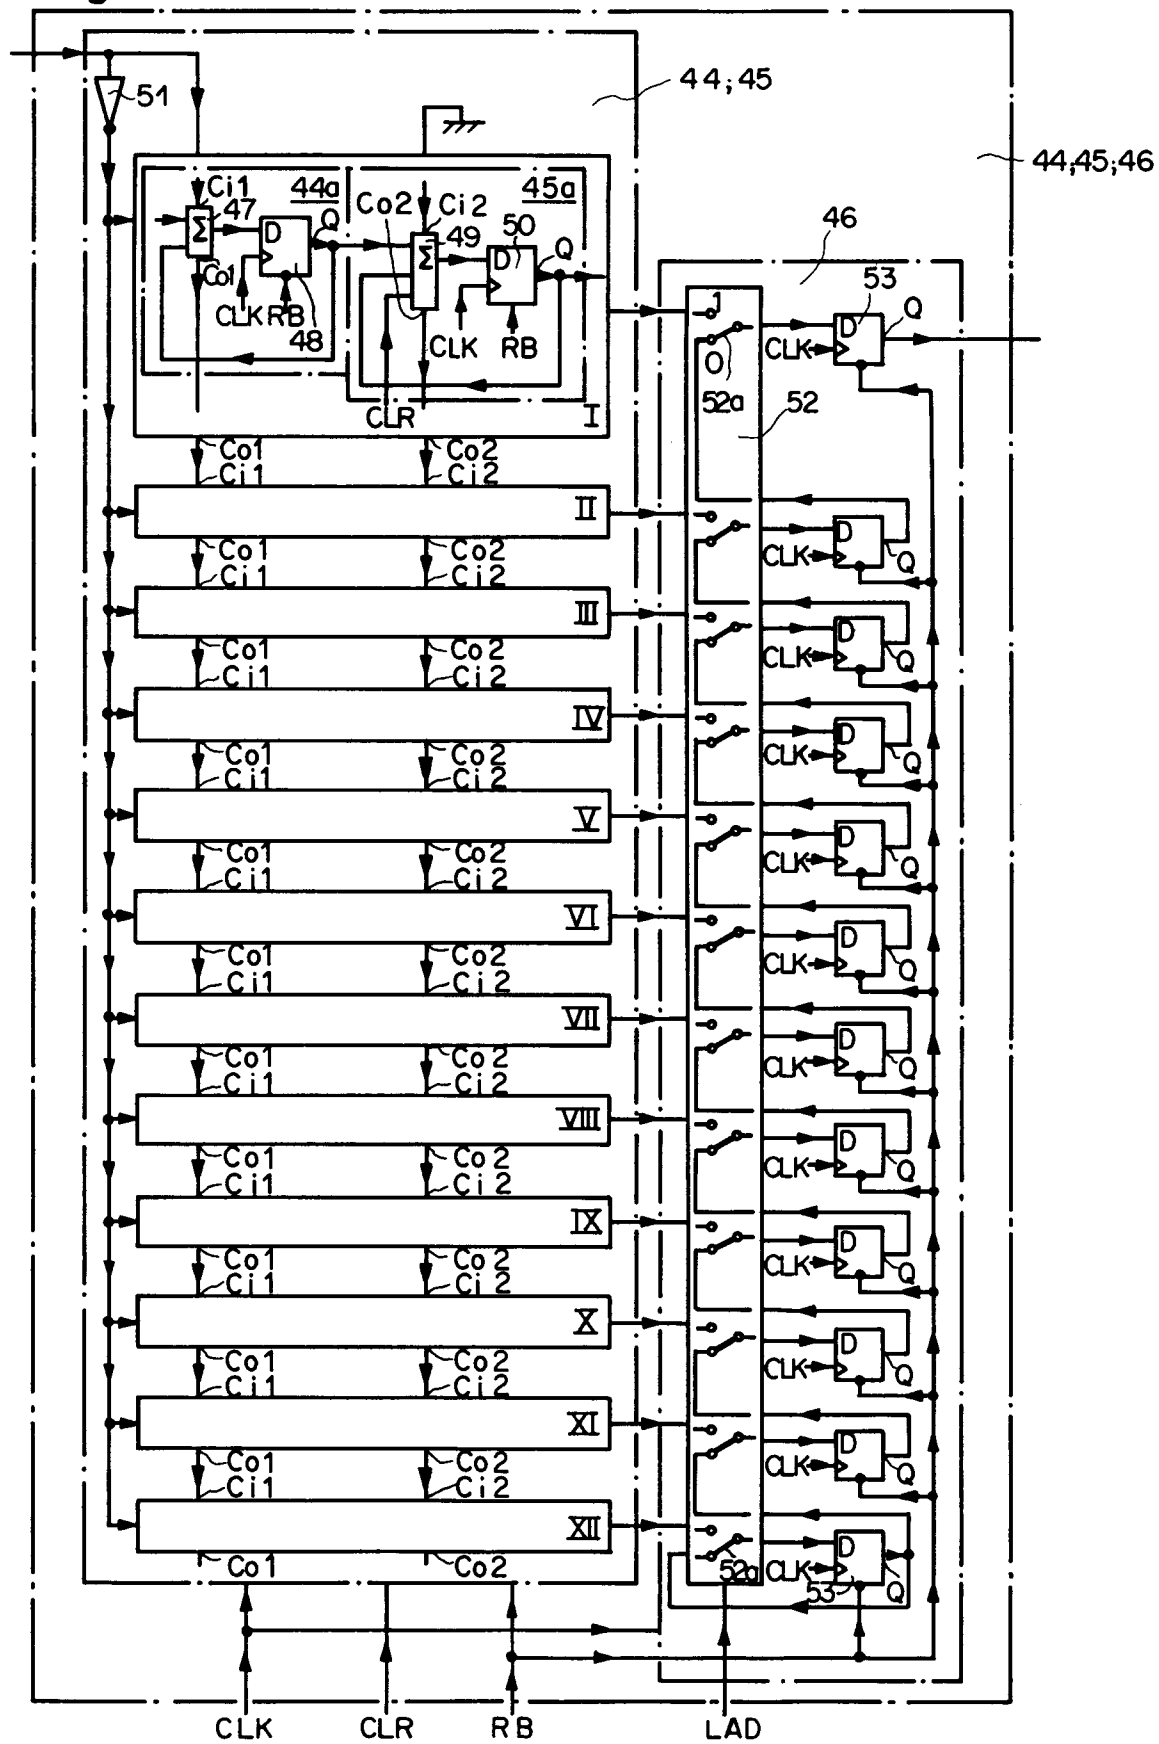 51
44;45
44;45;46
Ci1
44a
45a
47
Co2
Ci2
46
Σ
D
Q
49
50
53
Σ
D
Q
1
D
Q
Co1
CLK
RB
48
CLK
RB
O
CLK
52a
52
CLR
I
Co1
Co2
Ci1
Ci2
II
D
Q
CLK
Co1
Co2
Ci1
Ci2
III
D
Q
CLK
Co1
Co2
Ci1
Ci2
IV
D
Q
CLK
Co1
Co2
Ci1
Ci2
V
D
Q
CLK
Co1
Co2
Ci1
Ci2
VI
D
Q
CLK
Co1
Co2
Ci1
Ci2
VII
D
Q
CLK
Co1
Co2
Ci1
Ci2
VIII
D
Q
CLK
Co1
Co2
Ci1
Ci2
IX
D
Q
CLK
Co1
Co2
Ci1
Ci2
X
D
Q
CLK
Co1
Co2
Ci1
Ci2
XI
D
Q
CLK
Co1
Co2
Ci1
Ci2
XII
D
Co1
Co2
52a
CLK
53
Q
CLK
CLR
RB
LAD